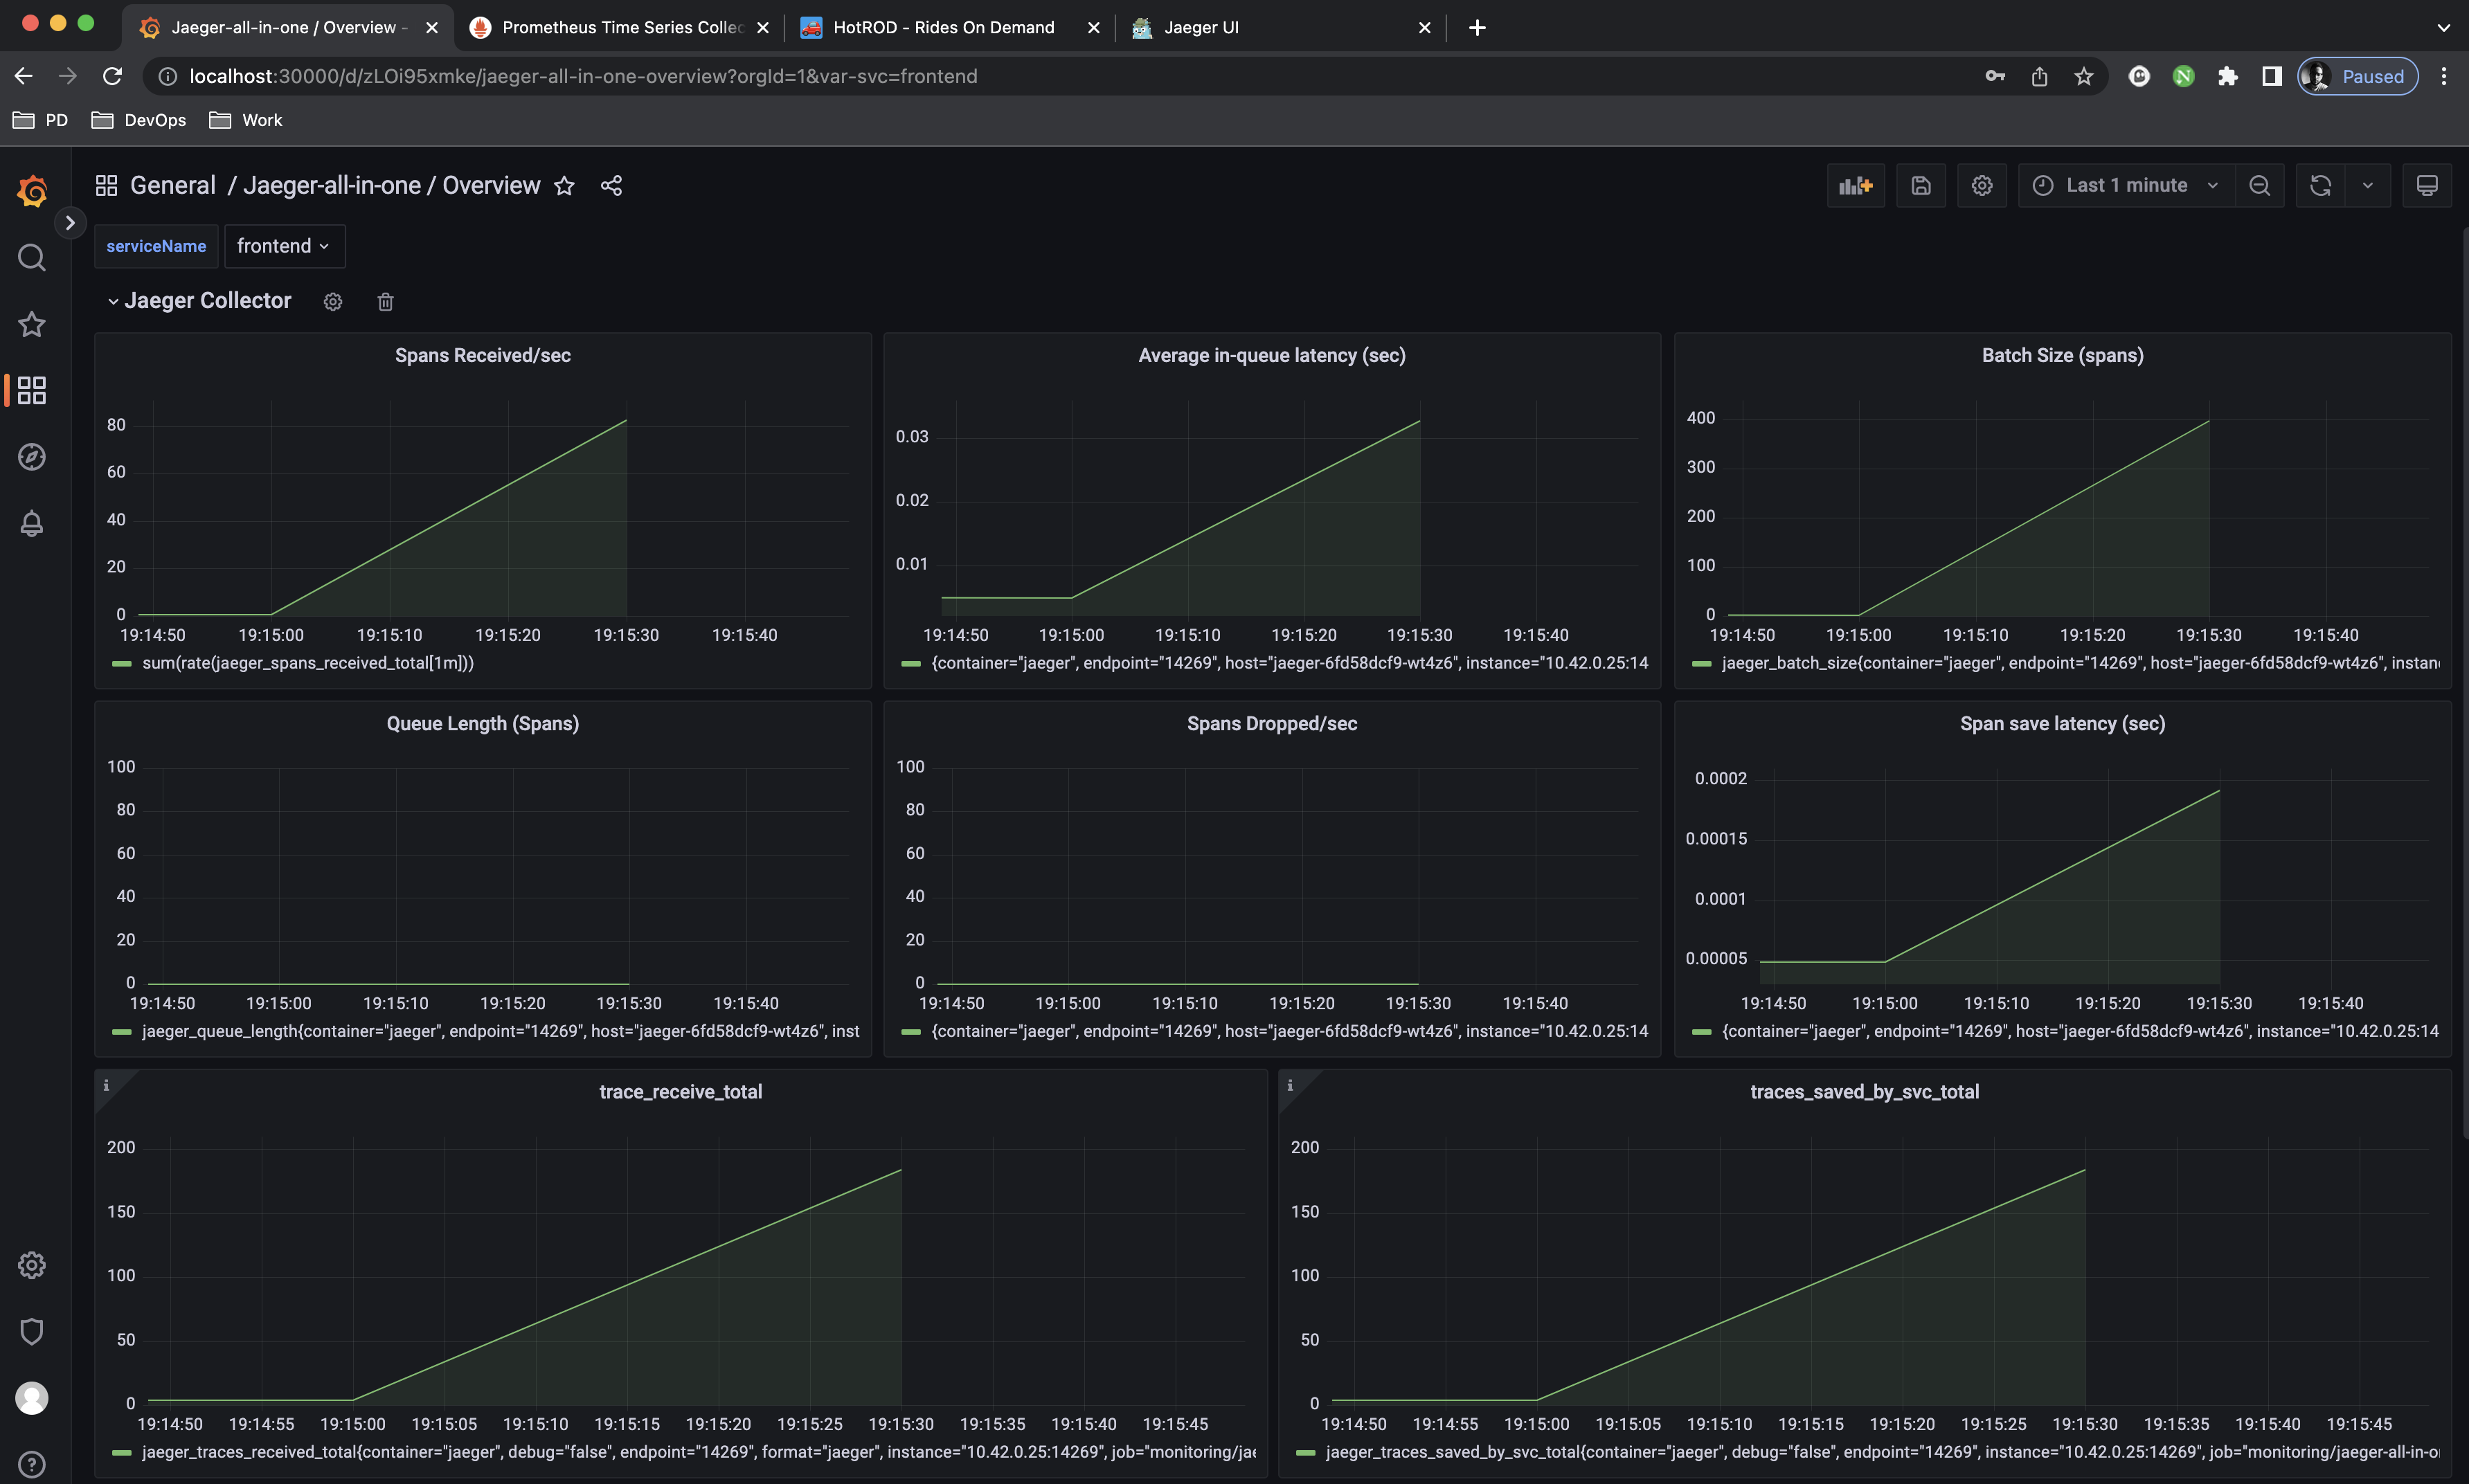 Jaeger-all-in-one / Overview -
Prometheus Time Series Collec
HotROD - Rides On Demand
Jaeger UI
localhost:30000/d/zLOi95xmke/jaeger-all-in-one-overview?orgId=1&var-svc=frontend
N
Paused
PD
DevOps
Work
General / Jaeger-all-in-one / Overview
Last 1 minute
serviceName
frontend
Jaeger Collector
Spans Received/sec
80
60
40
20
0
19:14:50 19:15:00 19:15:10 19:15:20 19:15:30 19:15:40
sum(rate(jaeger_spans_received_total[1m]))
Average in-queue latency (sec)
0.03
0.02
0.01
19:14:50 19:15:00 19:15:10 19:15:20 19:15:30 19:15:40
{container="jaeger", endpoint="14269", host="jaeger-6fd58dcf9-wt4z6", instance="10.42.0.25:14
Batch Size (spans)
400
300
200
100
0
19:14:50 19:15:00 19:15:10 19:15:20 19:15:30 19:15:40
jaeger_batch_size{container="jaeger", endpoint="14269", host="jaeger-6fd58dcf9-wt4z6", instan
Queue Length (Spans)
100
80
60
40
20
0
19:14:50 19:15:00 19:15:10 19:15:20 19:15:30 19:15:40
jaeger_queue_length{container="jaeger", endpoint="14269", host="jaeger-6fd58dcf9-wt4z6", inst
Spans Dropped/sec
100
80
60
40
20
0
19:14:50 19:15:00 19:15:10 19:15:20 19:15:30 19:15:40
{container="jaeger", endpoint="14269", host="jaeger-6fd58dcf9-wt4z6", instance="10.42.0.25:14
Span save latency (sec)
0.0002
0.00015
0.0001
0.00005
19:14:50 19:15:00 19:15:10 19:15:20 19:15:30 19:15:40
{container="jaeger", endpoint="14269", host="jaeger-6fd58dcf9-wt4z6", instance="10.42.0.25:14
trace_receive_total
200
150
100
50
0
19:14:50 19:14:55 19:15:00 19:15:05 19:15:10 19:15:15 19:15:20 19:15:25 19:15:30 19:15:35 19:15:40 19:15:45
jaeger_traces_received_total{container="jaeger", debug="false", endpoint="14269", format="jaeger", instance="10.42.0.25:14269", job="monitoring/jae
traces_saved_by_svc_total
200
150
100
50
0
19:14:50 19:14:55 19:15:00 19:15:05 19:15:10 19:15:15 19:15:20 19:15:25 19:15:30 19:15:35 19:15:40 19:15:45
jaeger_traces_saved_by_svc_total{container="jaeger", debug="false", endpoint="14269", instance="10.42.0.25:14269", job="monitoring/jaeger-all-in-o